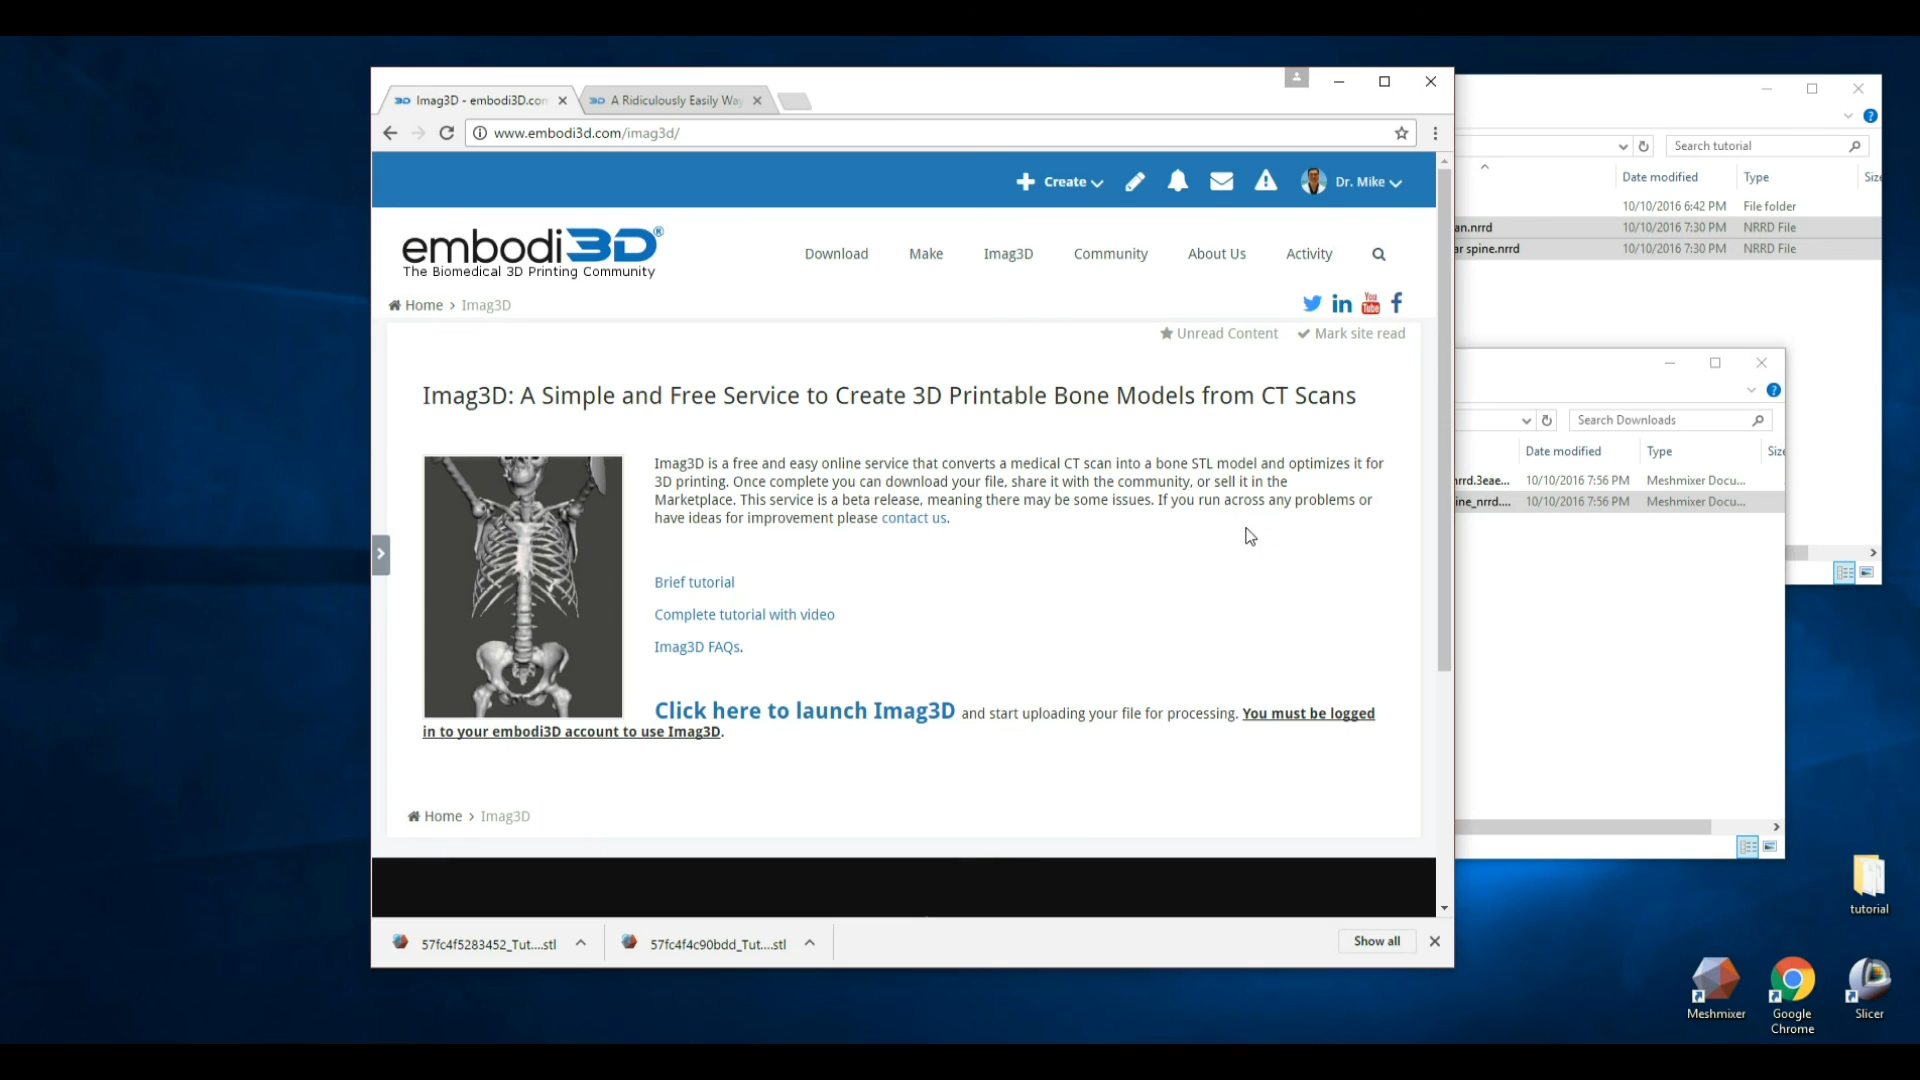 Imag3D - embodi3D.com
A Ridiculously Easily Way
www.embodi3d.com/imag3d/
Create
Dr. Mike
embodi3D®
The Biomedical 3D Printing Community
Download
Make
Imag3D
Community
About Us
Activity
Home > Imag3D
You Tube
Unread Content
Mark site read
Imag3D: A Simple and Free Service to Create 3D Printable Bone Models from CT Scans
Imag3D is a free and easy online service that converts a medical CT scan into a bone STL model and optimizes it for
3D printing. Once complete you can download your file, share it with the community, or sell it in the
Marketplace. This service is a beta release, meaning there may be some issues. If you run across any problems or
have ideas for improvement please contact us.
Brief tutorial
Complete tutorial with video
Imag3D FAQs.
Click here to launch Imag3D and start uploading your file for processing. You must be logged
in to your embodi3D account to use Imag3D.
Home > Imag3D
57fc4f5283452_Tut....stl
57fc4f4c90bdd_Tut....stl
Show all
Search tutorial
Date modified
Type
Size
10/10/2016 6:42 PM
File folder
an.nrrd
10/10/2016 7:30 PM
NRRD File
ar spine.nrrd
10/10/2016 7:30 PM
NRRD File
Search Downloads
Date modified
Type
Size
nrrd.3eae...
10/10/2016 7:56 PM
Meshmixer Docu...
ine_nrrd....
10/10/2016 7:56 PM
Meshmixer Docu...
tutorial
Meshmixer
Google
Chrome
Slicer